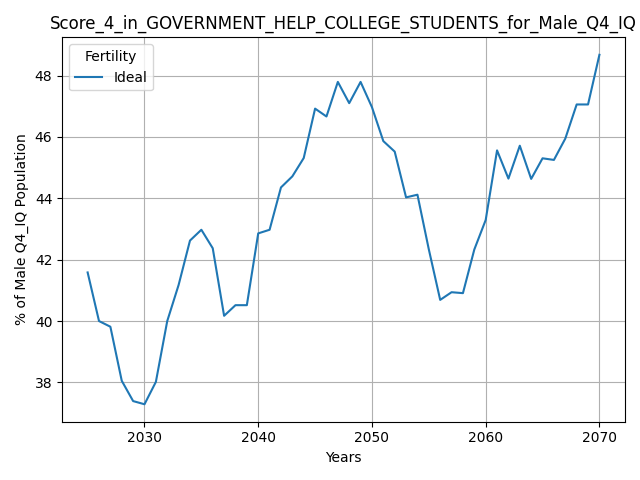 Score_4_in_GOVERNMENT_HELP_COLLEGE_STUDENTS_for_Male_Q4_IQ
Fertility
Ideal
% of Male Q4_IQ Population
48
46
44
42
40
38
2030 2040 2050 2060 2070
Years